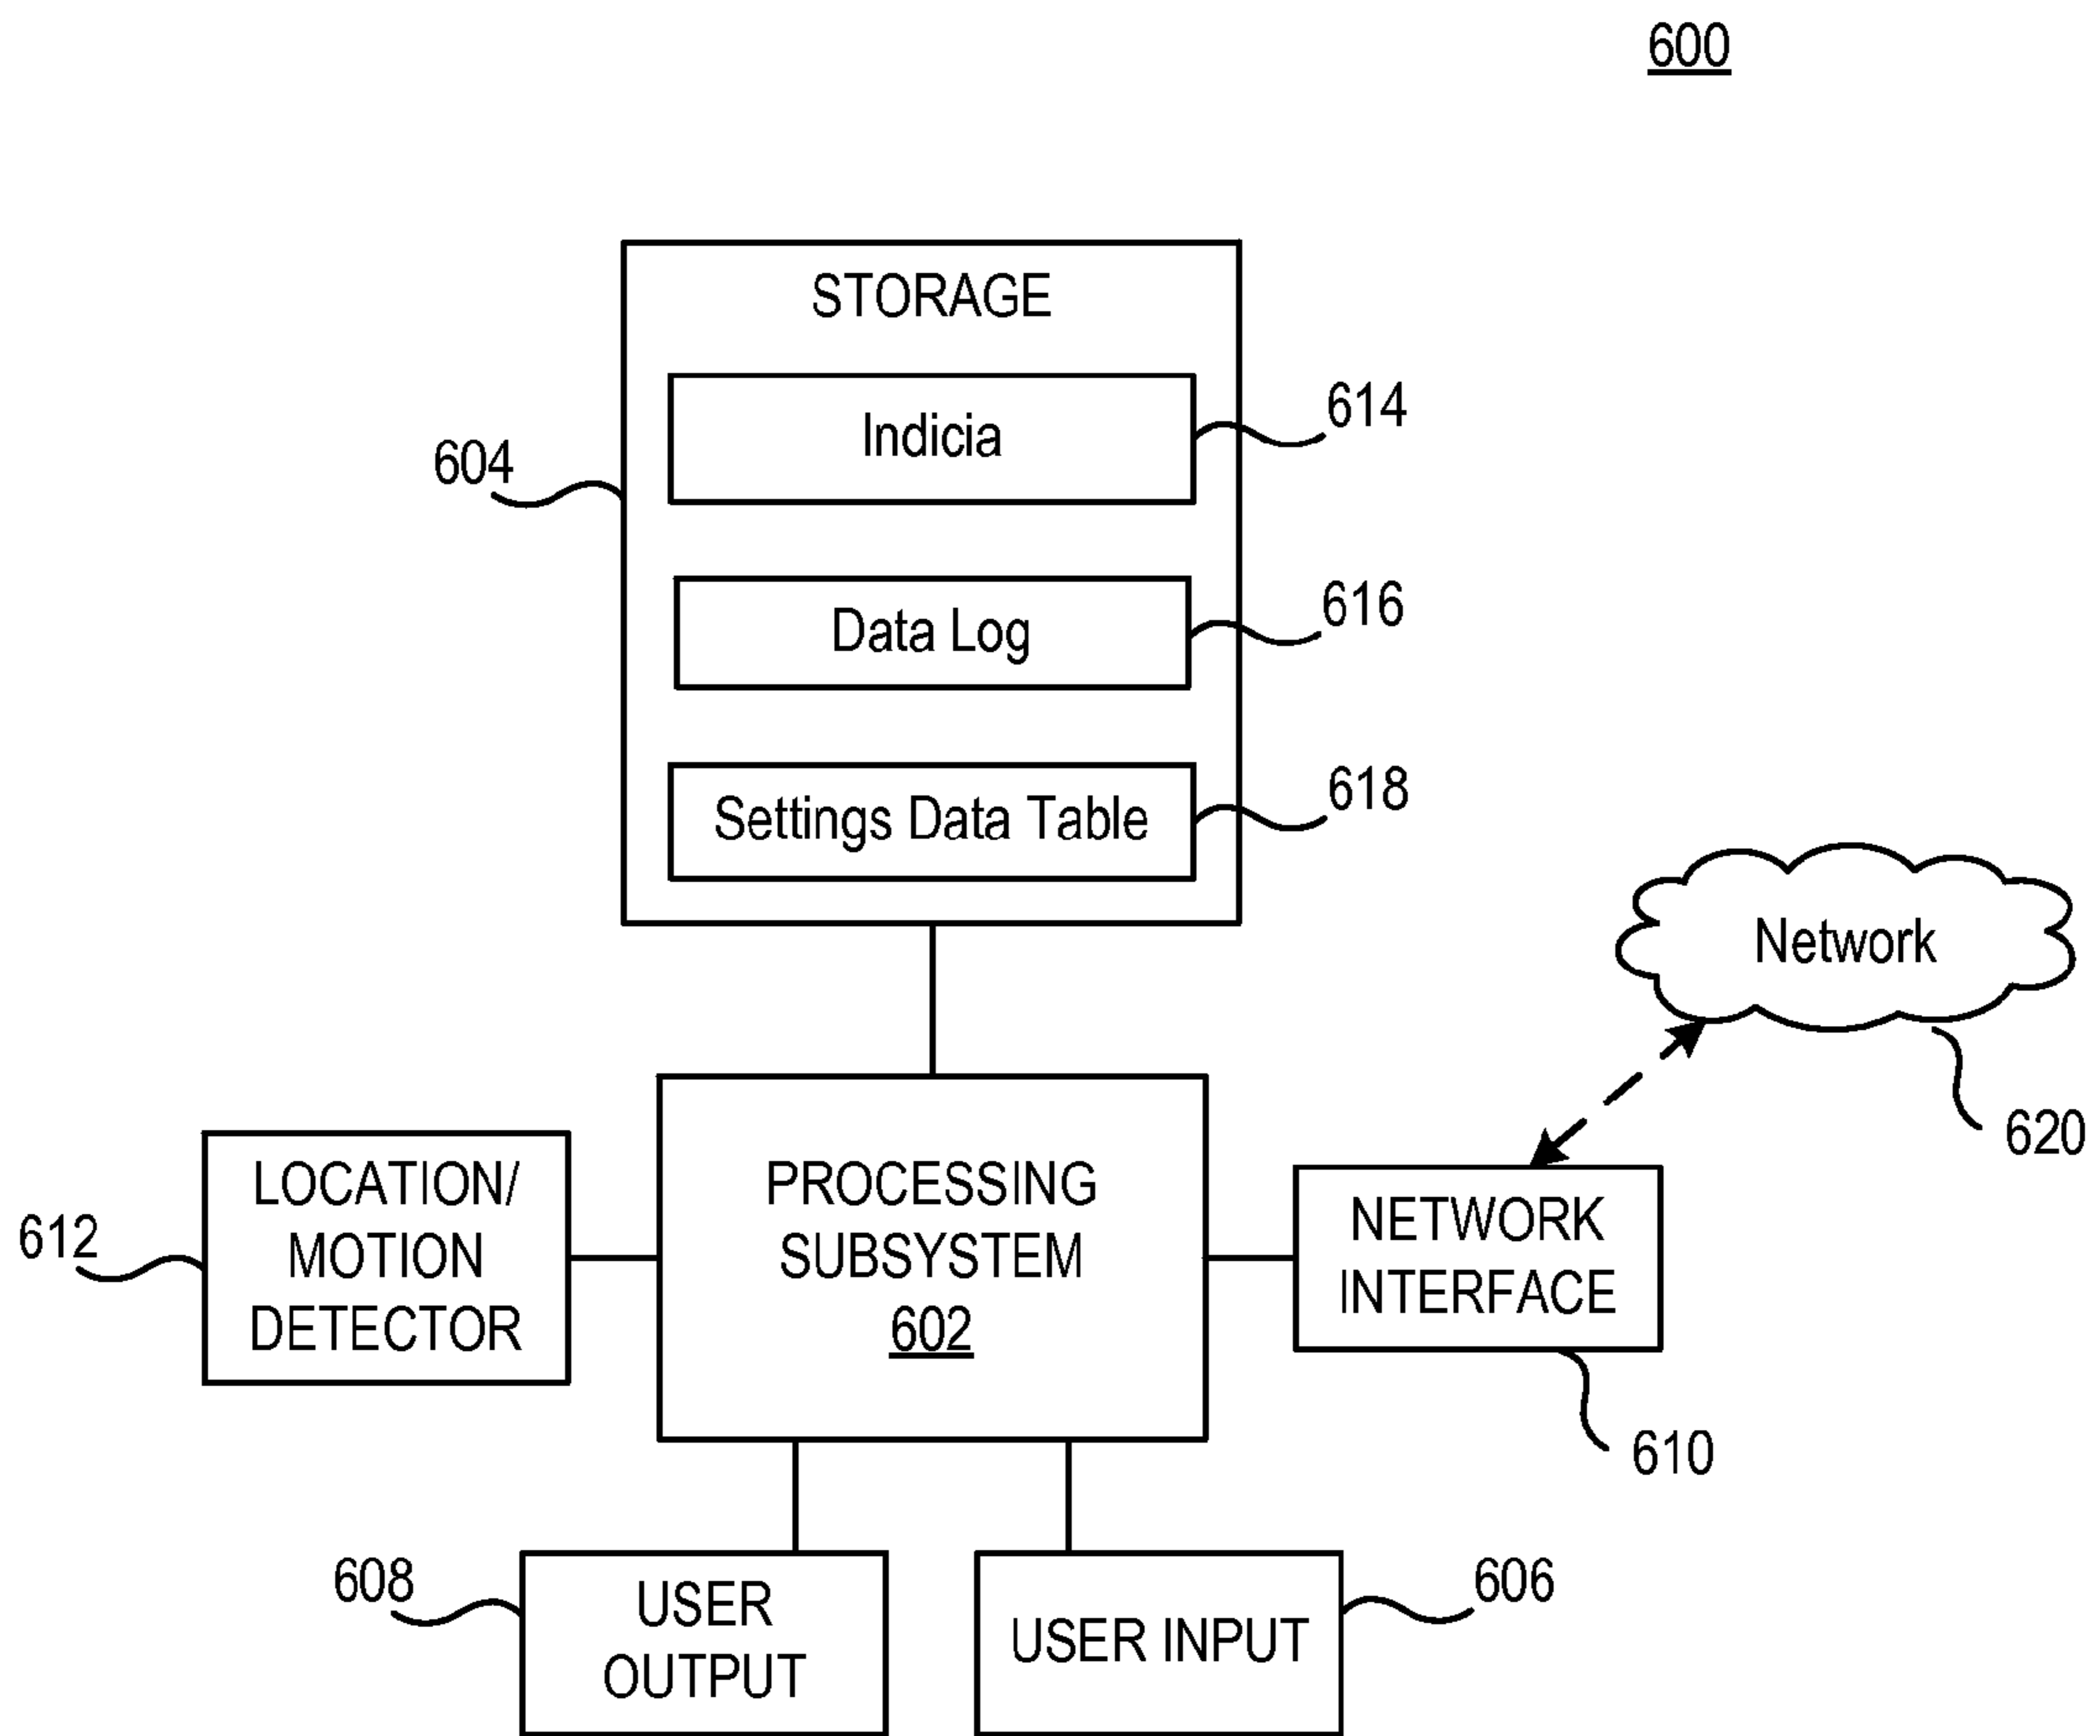 600
STORAGE
Indicia
614
604
Data Log
616
Settings Data Table
618
Network
620
LOCATION/
MOTION
DETECTOR
612
PROCESSING
SUBSYSTEM
602
NETWORK
INTERFACE
610
608
USER
OUTPUT
USER INPUT
606